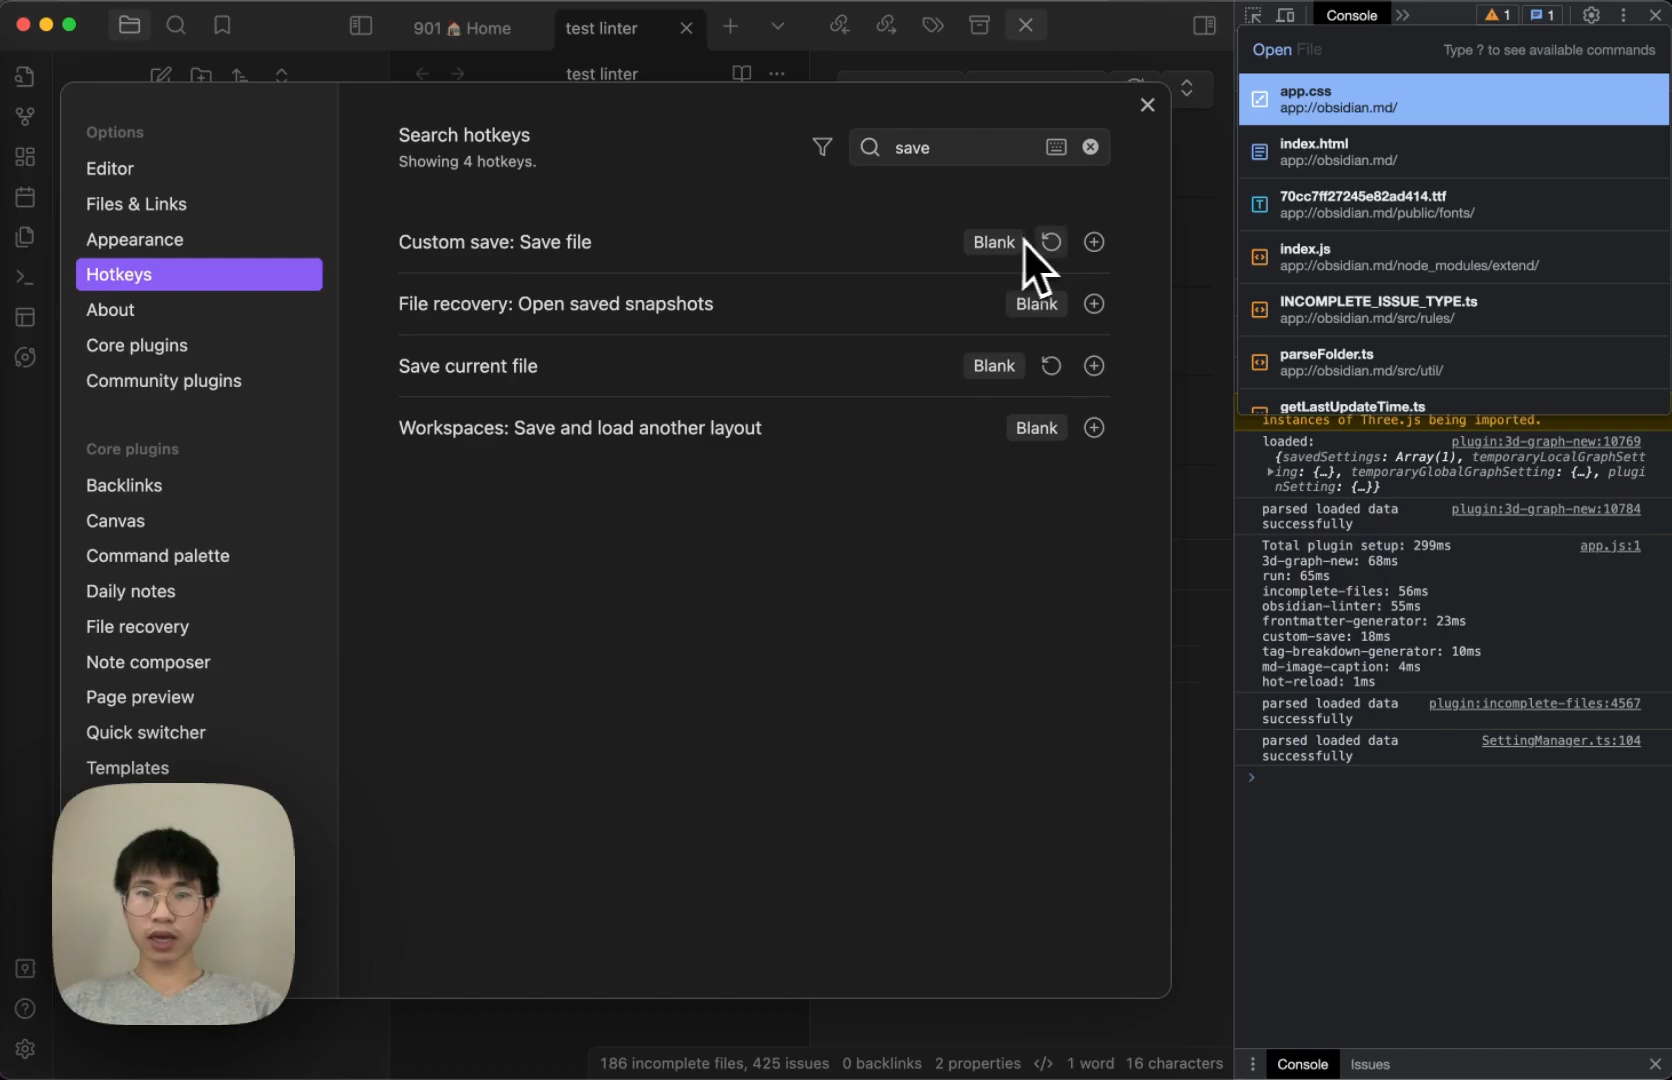 901 🏠 Home
test linter
test linter
Options
Editor
Files & Links
Appearance
Hotkeys
About
Core plugins
Community plugins
Core plugins
Backlinks
Canvas
Command palette
Daily notes
File recovery
Note composer
Page preview
Quick switcher
Templates
Search hotkeys
Showing 4 hotkeys.
save
Custom save: Save file
Blank
File recovery: Open saved snapshots
Blank
Save current file
Blank
Workspaces: Save and load another layout
Blank
186 incomplete files, 425 issues 0 backlinks 2 properties </> 1 word 16 characters
Console
1
1
Open File
Type ? to see available commands
app.css
app://obsidian.md/
index.html
app://obsidian.md/
70cc7ff27245e82ad414.ttf
app://obsidian.md/public/fonts/
index.js
app://obsidian.md/node_modules/extend/
INCOMPLETE_ISSUE_TYPE.ts
app://obsidian.md/src/rules/
parseFolder.ts
app://obsidian.md/src/util/
getLastUpdateTime.ts
instances of Three.js being imported.
loaded: plugin:3d-graph-new:10769
{savedSettings: Array(1), temporaryLocalGraphSett
ing: {…}, temporaryGlobalGraphSetting: {…}, plugi
nSetting: {…}}
parsed loaded data plugin:3d-graph-new:10784
successfully
Total plugin setup: 299ms app.js:1
3d-graph-new: 68ms
run: 65ms
incomplete-files: 56ms
obsidian-linter: 55ms
frontmatter-generator: 23ms
custom-save: 18ms
tag-breakdown-generator: 10ms
md-image-caption: 4ms
hot-reload: 1ms
parsed loaded data plugin:incomplete-files:4567
successfully
parsed loaded data SettingManager.ts:104
successfully
Console
Issues